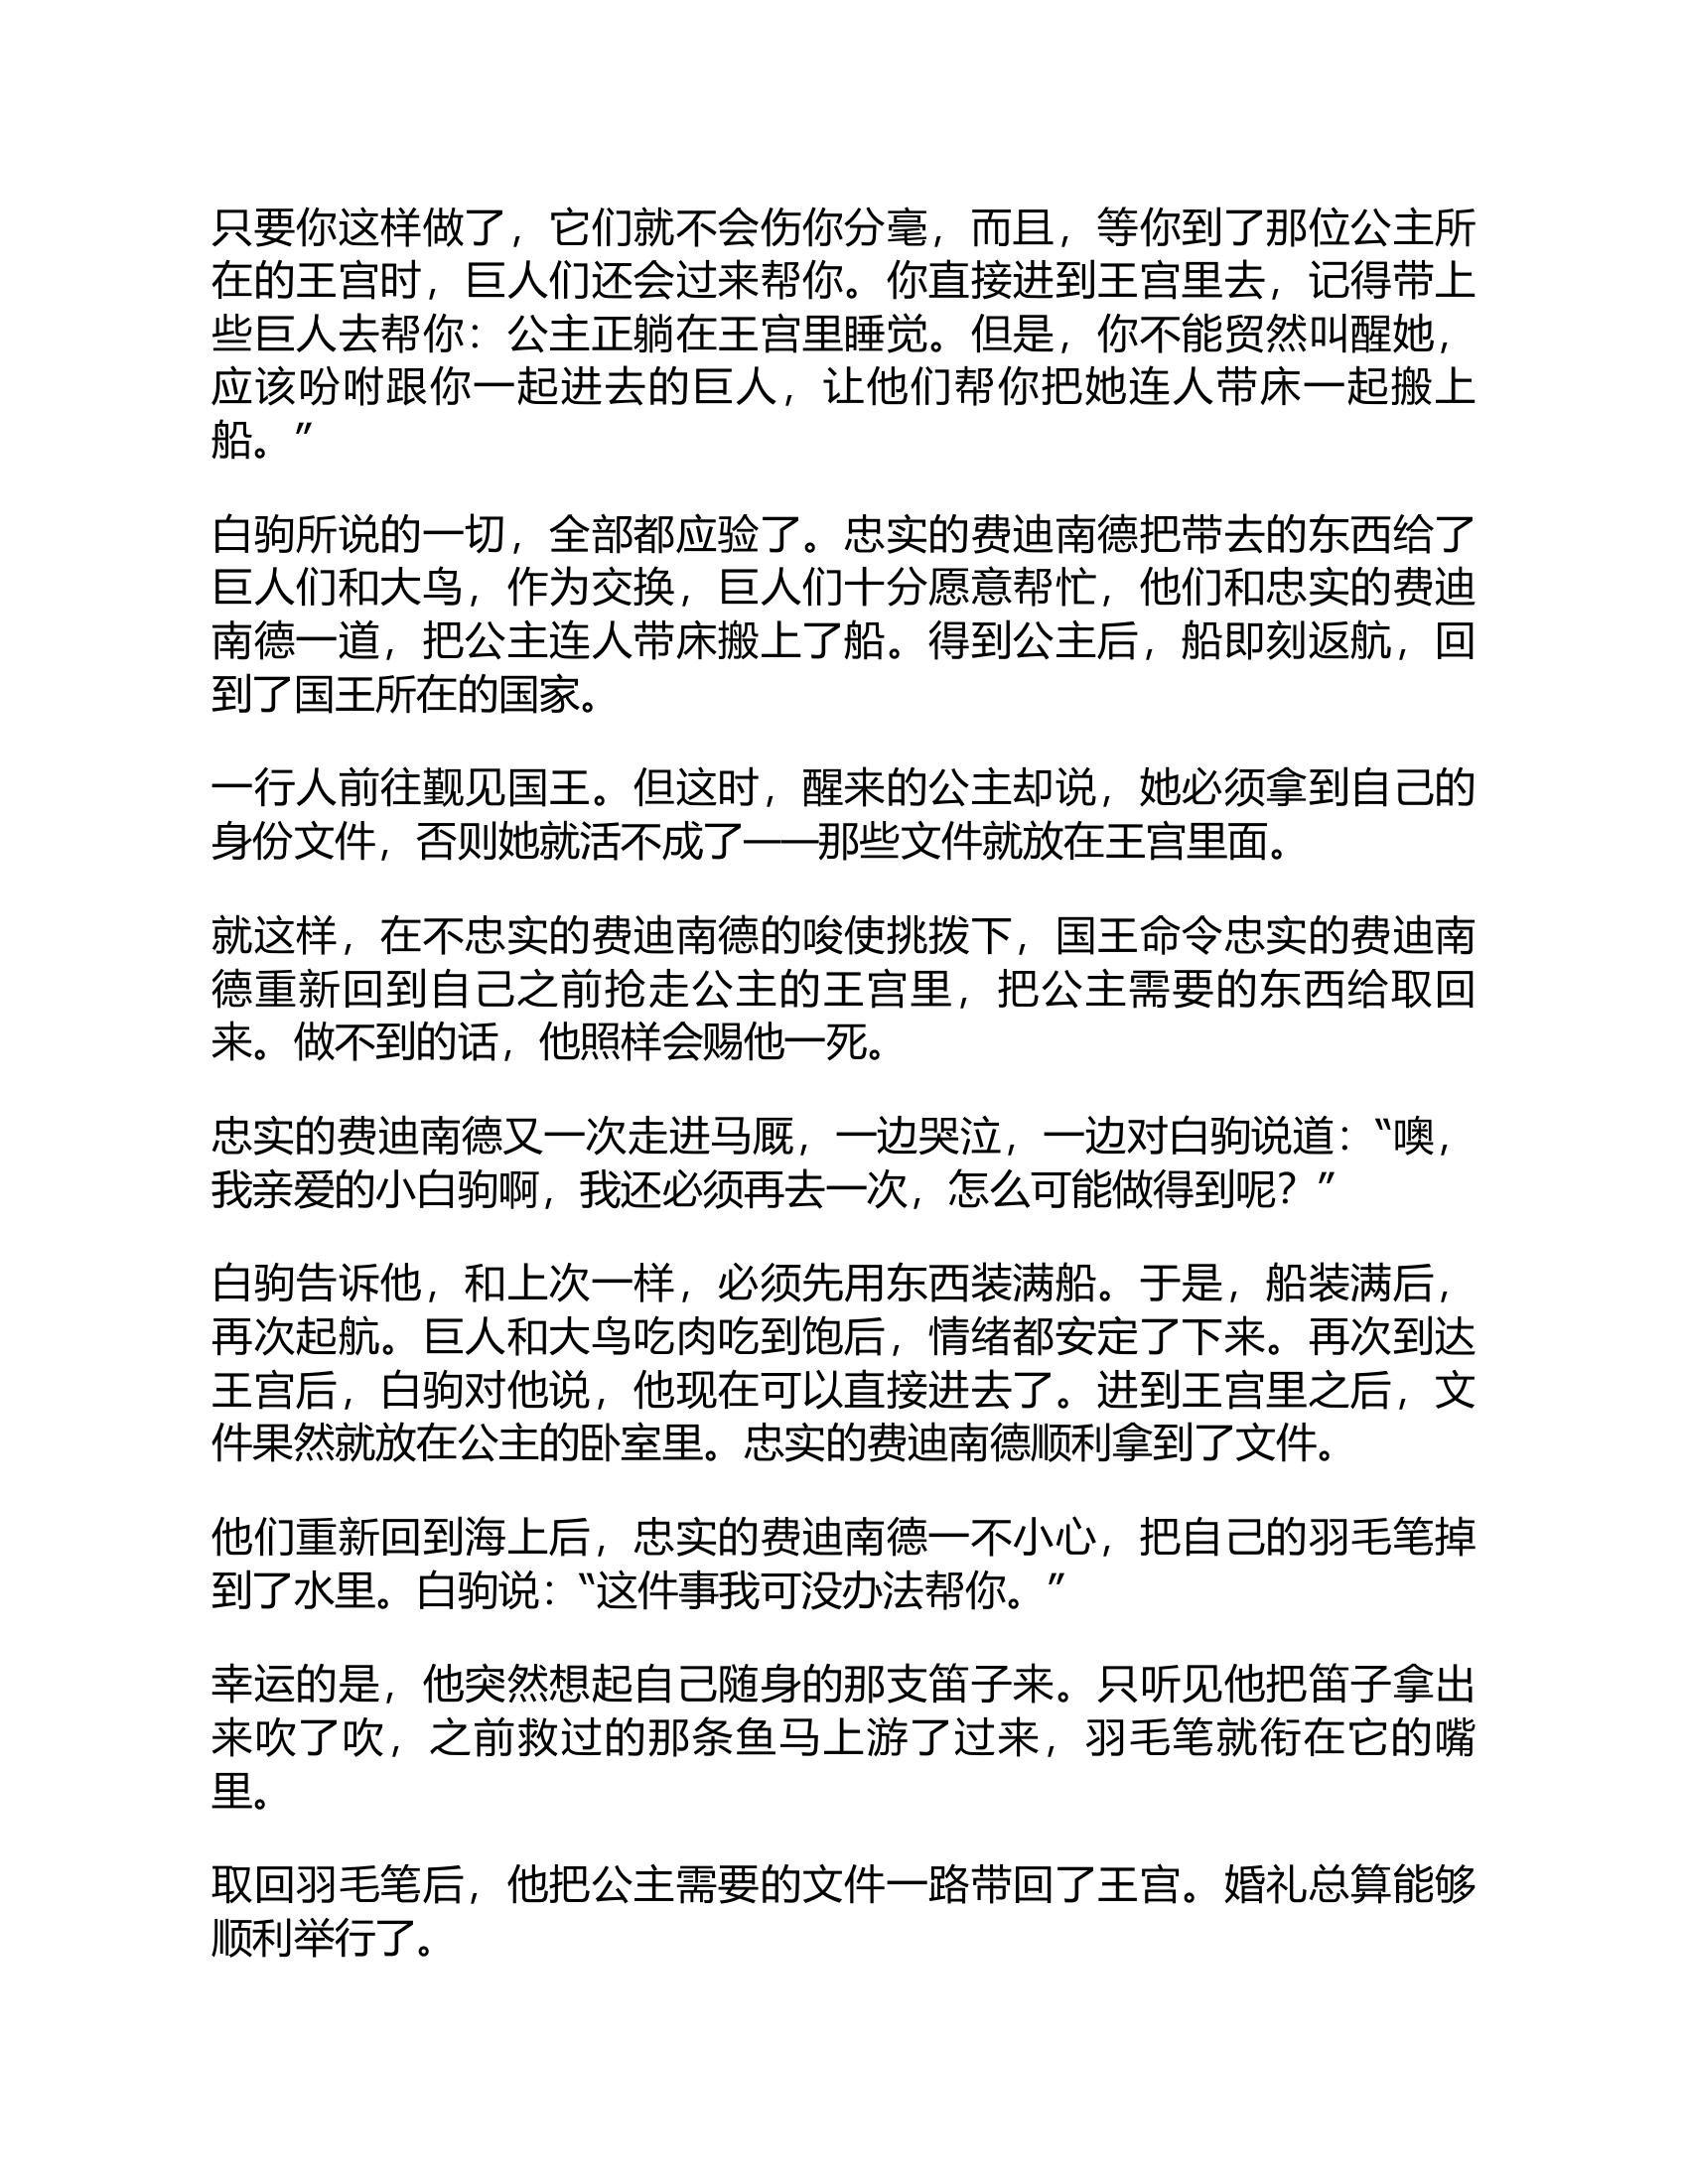 只要你这样做了，它们就不会伤你分毫，而且，等你到了那位公主所
在的王宫时，巨人们还会过来帮你。你直接进到王宫里去，记得带上
些巨人去帮你：公主正躺在王宫里睡觉。但是，你不能贸然叫醒她，
应该吩咐跟你一起进去的巨人，让他们帮你把她连人带床一起搬上
船。”
白驹所说的一切，全部都应验了。忠实的费迪南德把带去的东西给了
巨人们和大鸟，作为交换，巨人们十分愿意帮忙，他们和忠实的费迪
南德一道，把公主连人带床搬上了船。得到公主后，船即刻返航，回
到了国王所在的国家。
一行人前往觐见国王。但这时，醒来的公主却说，她必须拿到自己的
身份文件，否则她就活不成了——那些文件就放在王宫里面。
就这样，在不忠实的费迪南德的唆使挑拨下，国王命令忠实的费迪南
德重新回到自己之前抢走公主的王宫里，把公主需要的东西给取回
来。做不到的话，他照样会赐他一死。
忠实的费迪南德又一次走进马厩，一边哭泣，一边对白驹说道：“噢，
我亲爱的小白驹啊，我还必须再去一次，怎么可能做得到呢？”
白驹告诉他，和上次一样，必须先用东西装满船。于是，船装满后，
再次起航。巨人和大鸟吃肉吃到饱后，情绪都安定了下来。再次到达
王宫后，白驹对他说，他现在可以直接进去了。进到王宫里之后，文
件果然就放在公主的卧室里。忠实的费迪南德顺利拿到了文件。
他们重新回到海上后，忠实的费迪南德一不小心，把自己的羽毛笔掉
到了水里。白驹说：“这件事我可没办法帮你。”
幸运的是，他突然想起自己随身的那支笛子来。只听见他把笛子拿出
来吹了吹，之前救过的那条鱼马上游了过来，羽毛笔就衔在它的嘴
里。
取回羽毛笔后，他把公主需要的文件一路带回了王宫。婚礼总算能够
顺利举行了。